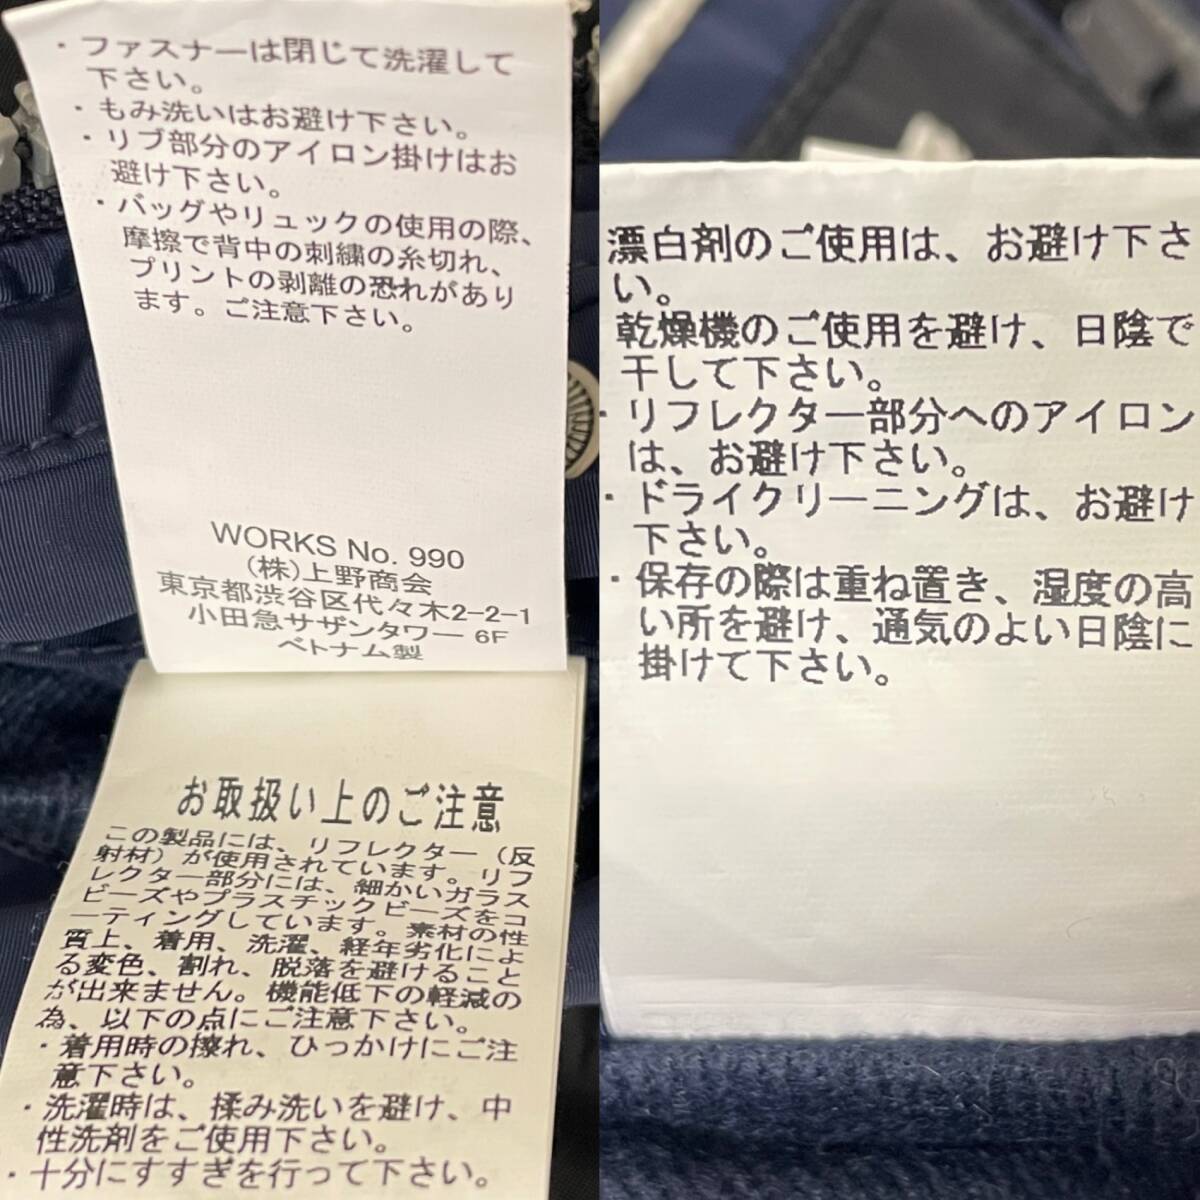 ・ファスナーは閉じて洗濯して
下さい。
・もみ洗いはお避け下さい。
・リブ部分のアイロン掛けはお
避け下さい。
・バッグやリュックの使用の際、
摩擦で背中の刺繍の糸切れ、
プリントの剥離の恐れがあり
ます。ご注意下さい。
WORKS No. 990
(株)上野商会
東京都渋谷区代々木2-2-1
小田急サザンタワー 6F
ベトナム製
お取扱い上のご注意
この製品には、リフレクター（反
射材）が使用されています。リフ
レクター部分には、細かいガラス
ビーズやプラスチックビーズをコ
ーティングしています。素材の性
質上、着用、洗濯、経年劣化によ
る変色、割れ、脱落を避けること
が出来ません。機能低下の軽減の
為、以下の点にご注意下さい。
・着用時の擦れ、ひっかけにご注
意下さい。
・洗濯時は、揉み洗いを避け、中
性洗剤をご使用下さい。
・十分にすすぎを行って下さい。
漂白剤のご使用は、お避け下さ
い。
乾燥機のご使用を避け、日陰で
干して下さい。
・リフレクター部分へのアイロン
は、お避け下さい。
・ドライクリーニングは、お避け
下さい。
・保存の際は重ね置き、湿度の高
い所を避け、通気のよい日陰に
掛けて下さい。